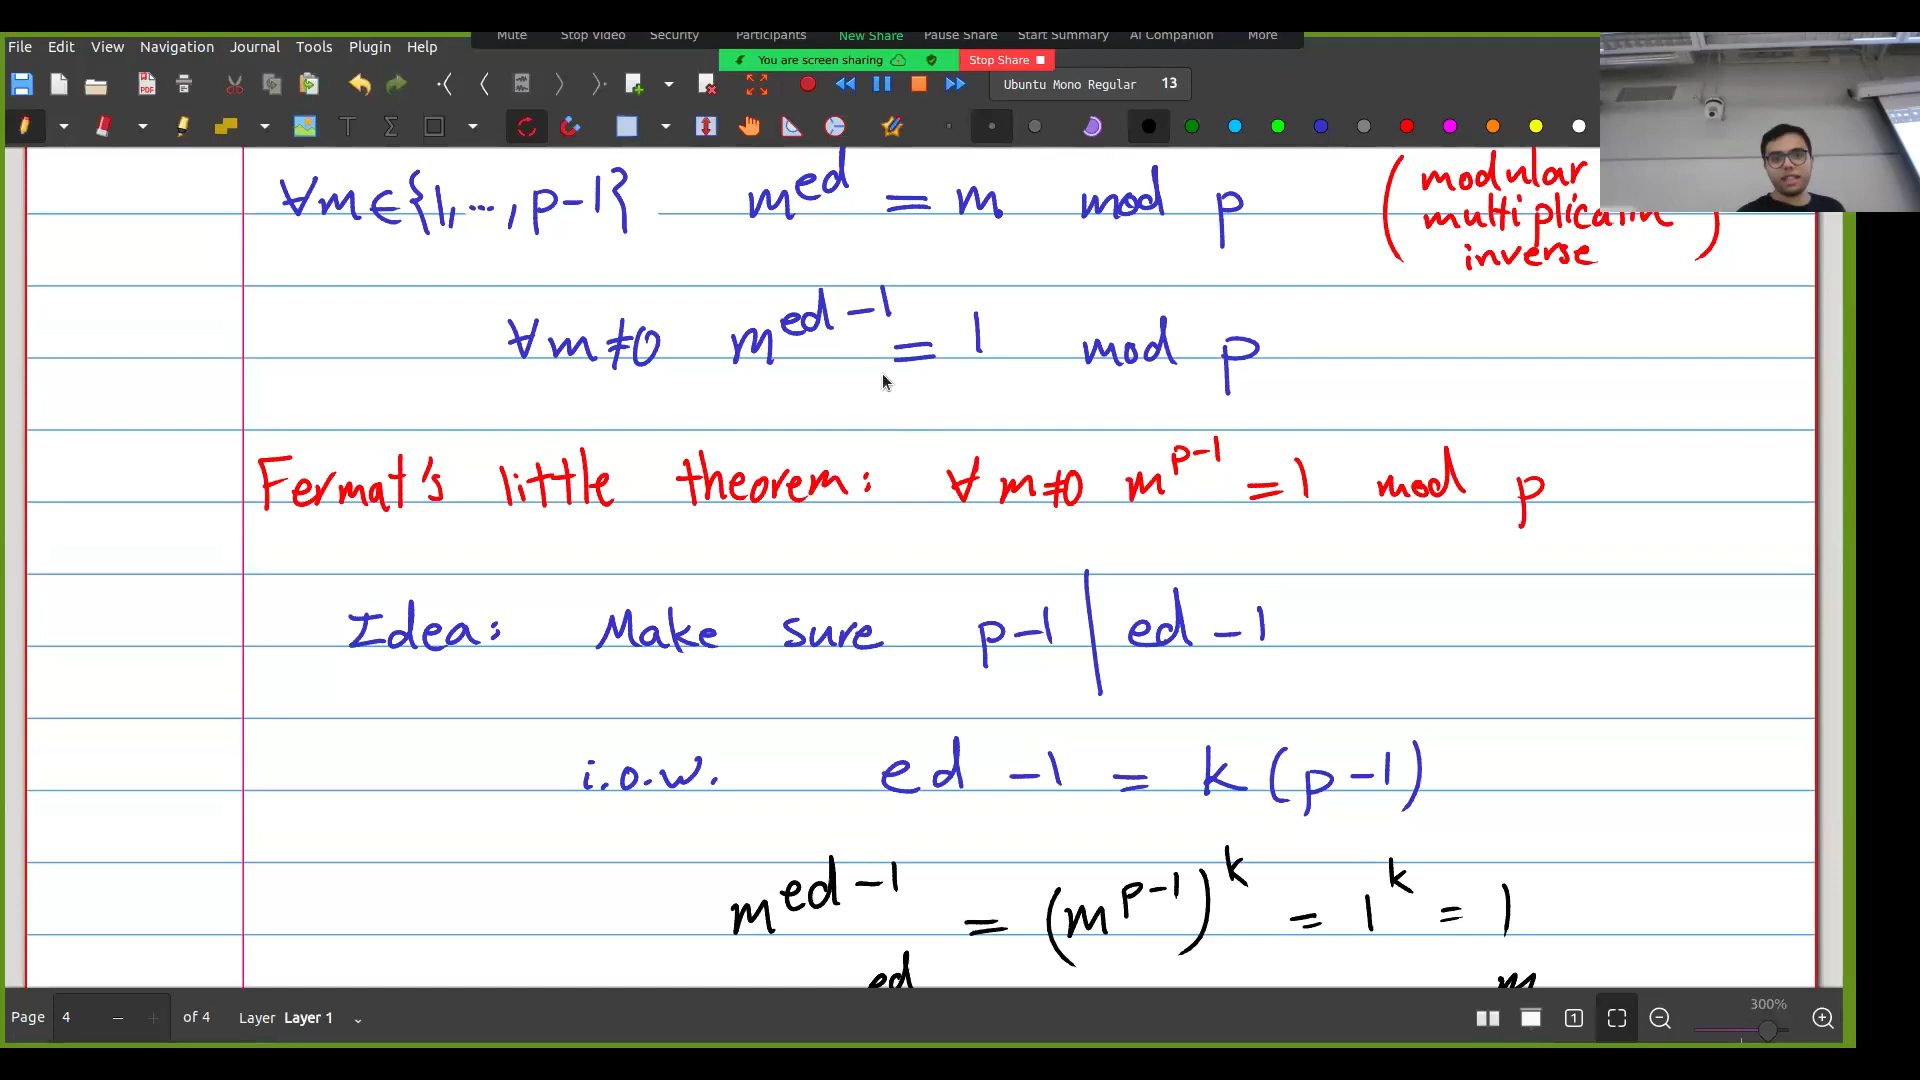 Mute Stop Video Security Participants New Share Pause Share Start Summary AI Companion More
File Edit View Navigation Journal Tools Plugin Help
You are screen sharing Stop Share
Ubuntu Mono Regular 13
∀m∈{1,...,p-1} m^{ed} = m mod p
(modular
multiplicative
inverse)
∀m≠0 m^{ed-1} = 1 mod p
Fermat's little theorem: ∀ m≠0 m^{p-1} = 1 mod p
Idea: Make sure p-1 | ed-1
i.o.w. ed -1 = k (p-1)
m^{ed-1} = (m^{p-1})^k = 1^k = 1
ed m
Page 4 of 4 Layer Layer 1 300%